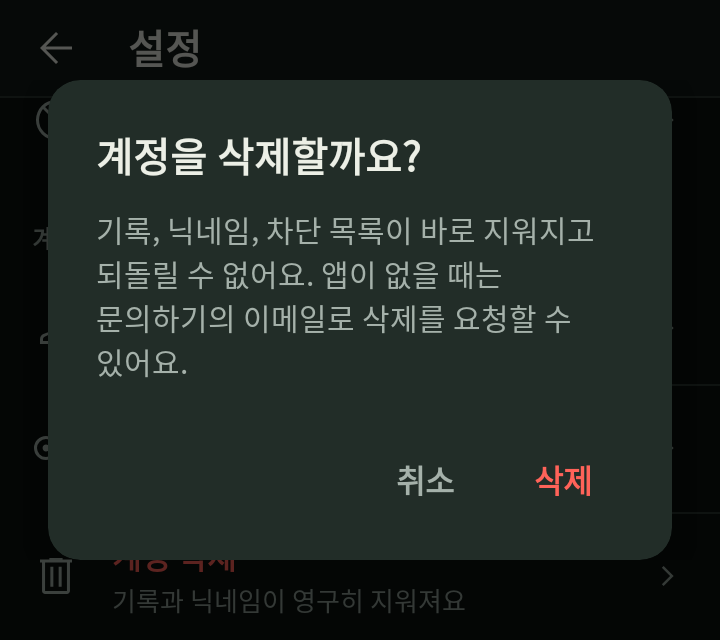 설정
계정을 삭제할까요?
기록, 닉네임, 차단 목록이 바로 지워지고
되돌릴 수 없어요. 앱이 없을 때는
문의하기의 이메일로 삭제를 요청할 수
있어요.
취소
삭제
계정 삭제
기록과 닉네임이 영구히 지워져요